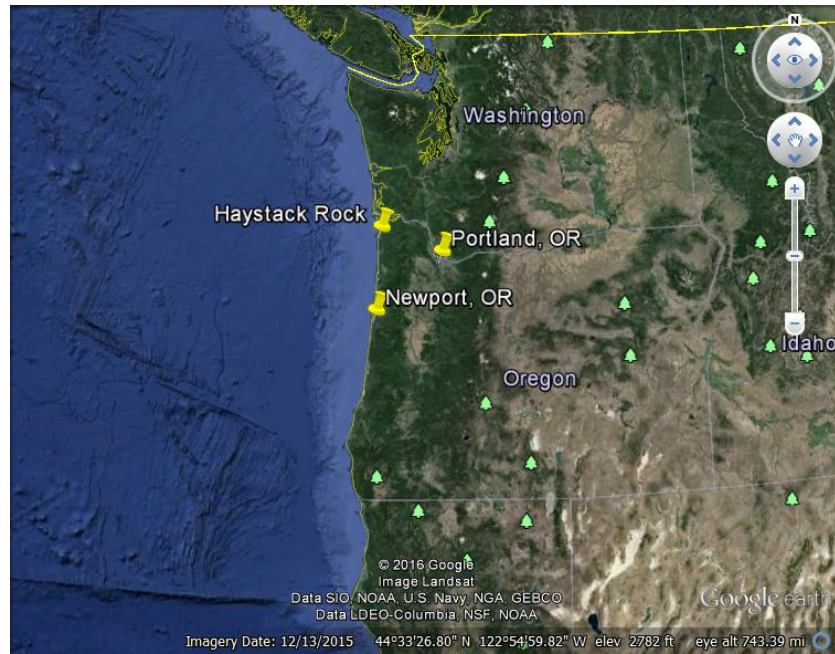 N
Washington
Haystack Rock
Portland, OR
Newport, OR
Idaho
Oregon
© 2016 Google
Image Landsat
Data SIO, NOAA, U.S. Navy, NGA, GEBCO
Data LDEO-Columbia, NSF, NOAA
Google earth
Imagery Date: 12/13/2015 44°33'26.80" N 122°54'59.82" W elev 2782 ft eye alt 743.39 mi